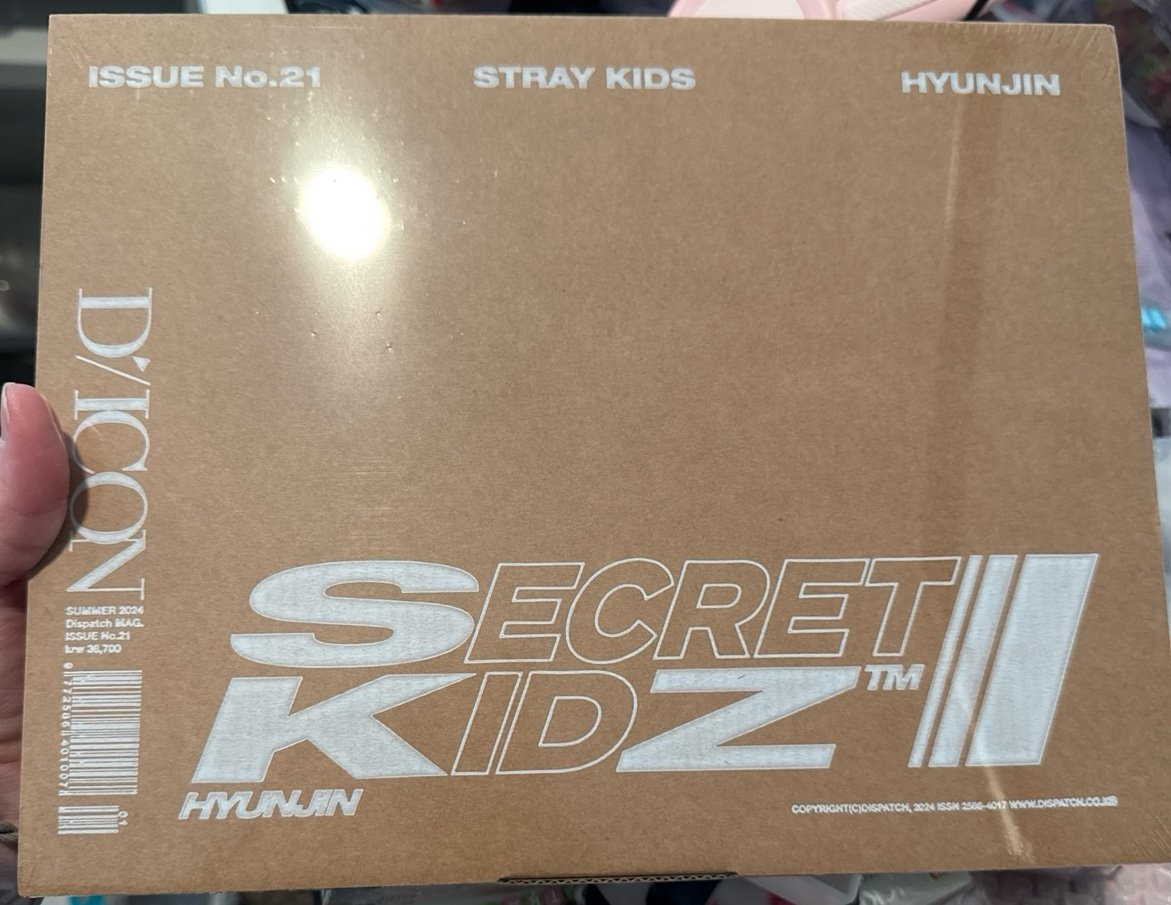 ISSUE No.21
STRAY KIDS
HYUNJIN
D'/ICON
SUMMER 2024
Dispatch MAG.
ISSUE No.21
krw 36,700
SECRET
KIDZ™
HYUNJIN
COPYRIGHT(C)DISPATCH, 2024 ISSN 2586-4017 WWW.DISPATCH.CO.KR
01